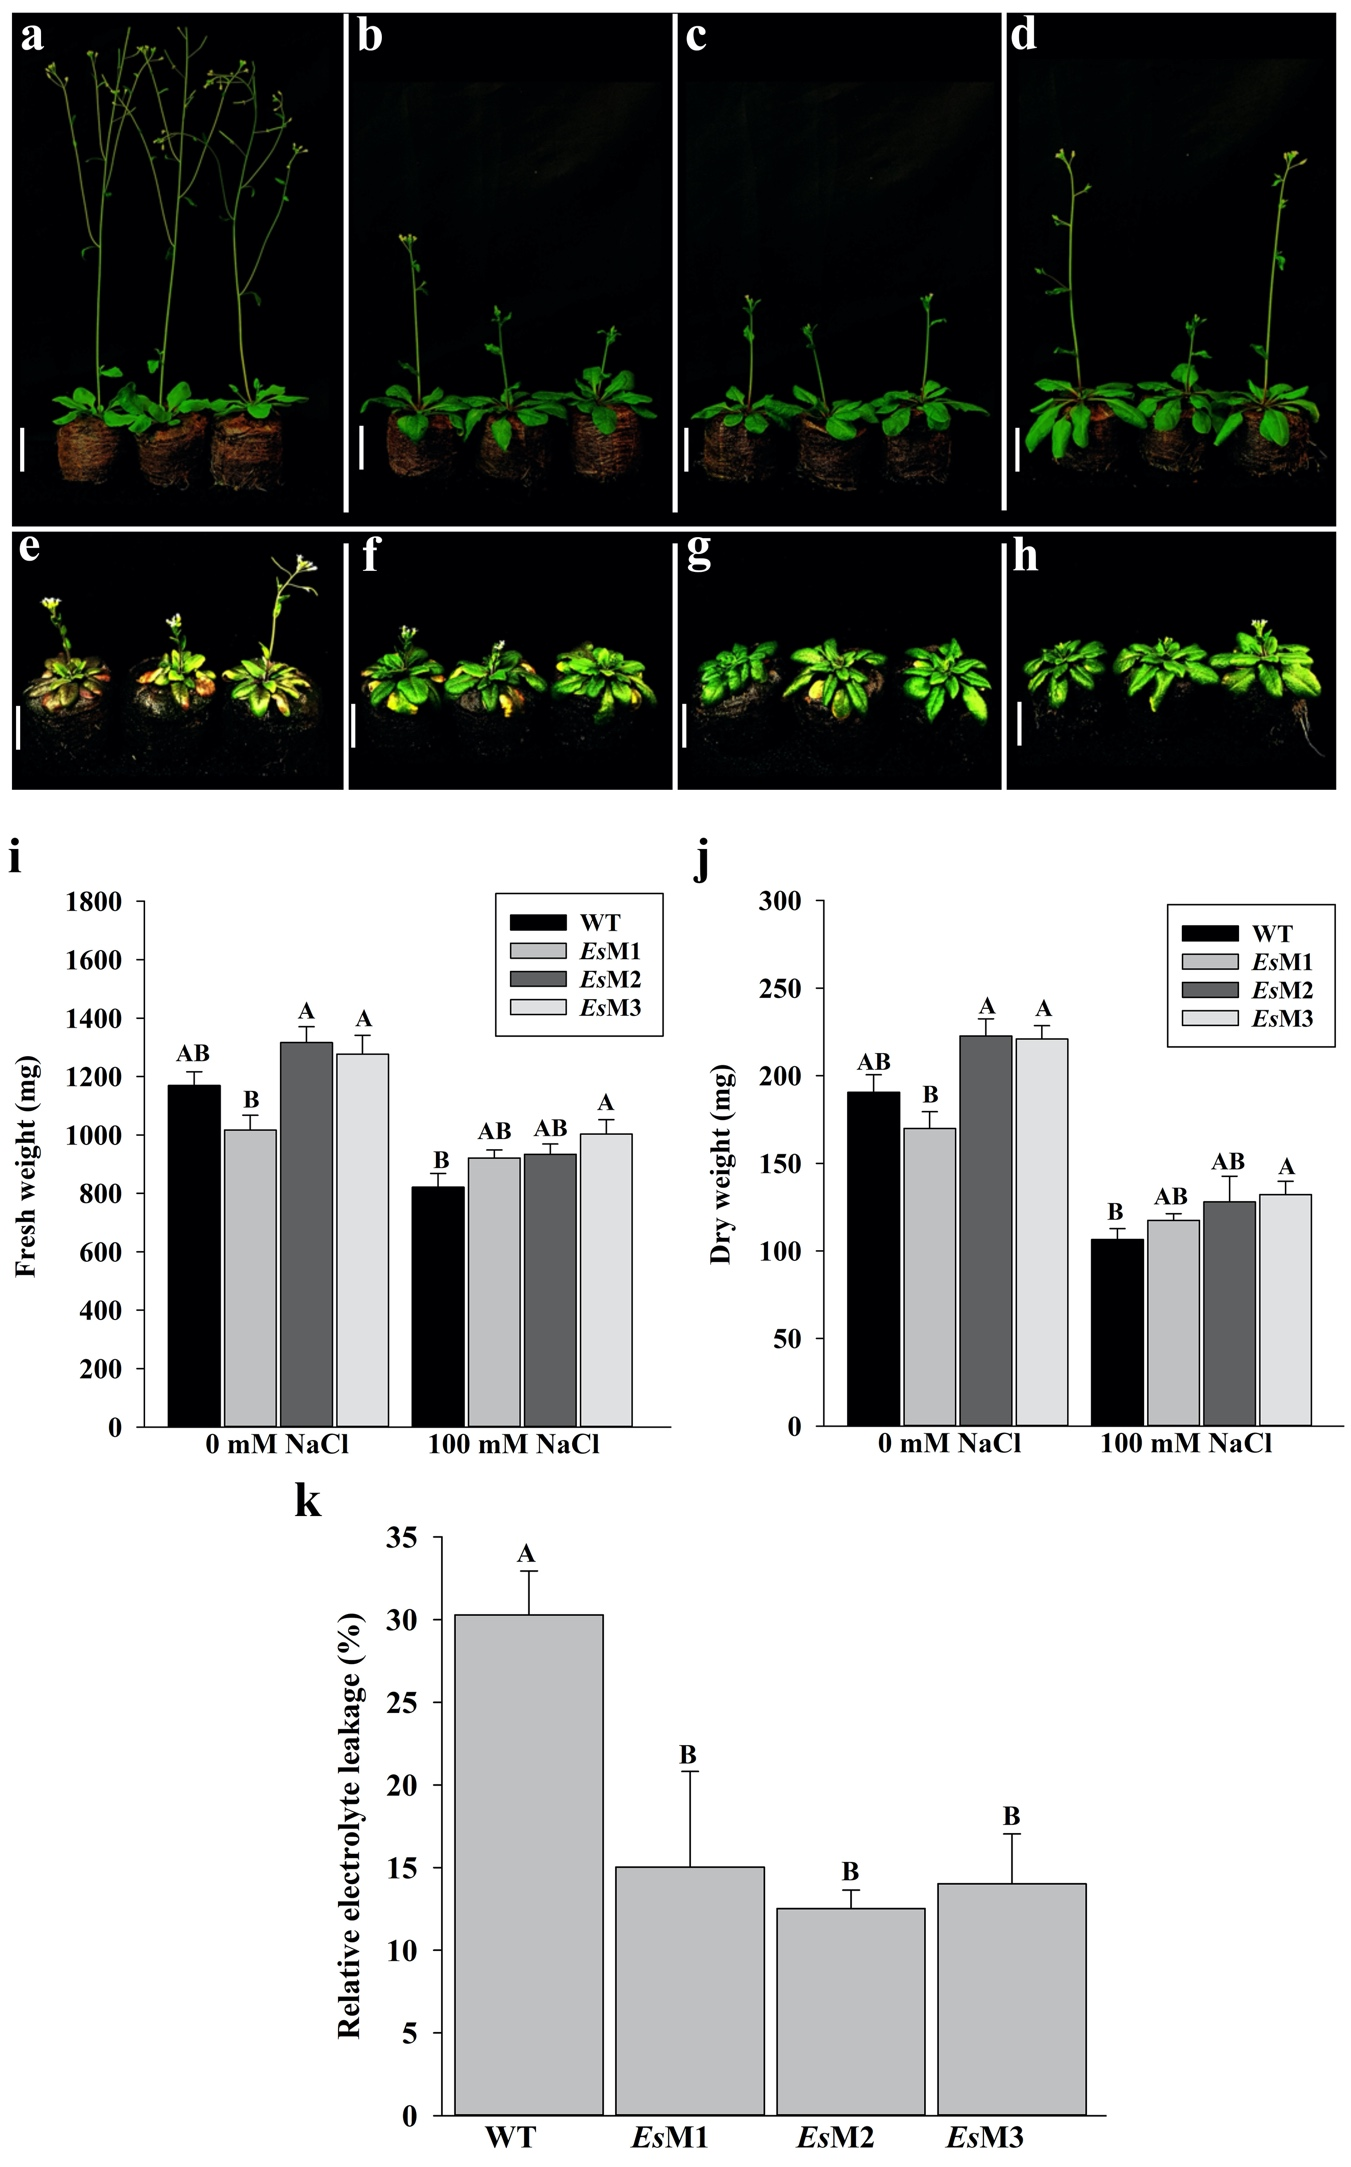 a
b
c
d
e
f
g
h
i
Fresh weight (mg)
1800
1600
1400
1200
1000
800
600
400
200
0
WT
EsM1
EsM2
EsM3
AB
B
A
A
B
AB
AB
A
0 mM NaCl
100 mM NaCl
j
Dry weight (mg)
300
250
200
150
100
50
0
WT
EsM1
EsM2
EsM3
AB
B
A
A
B
AB
AB
A
0 mM NaCl
100 mM NaCl
k
Relative electrolyte leakage (%)
35
30
25
20
15
10
5
0
A
B
B
B
WT
EsM1
EsM2
EsM3